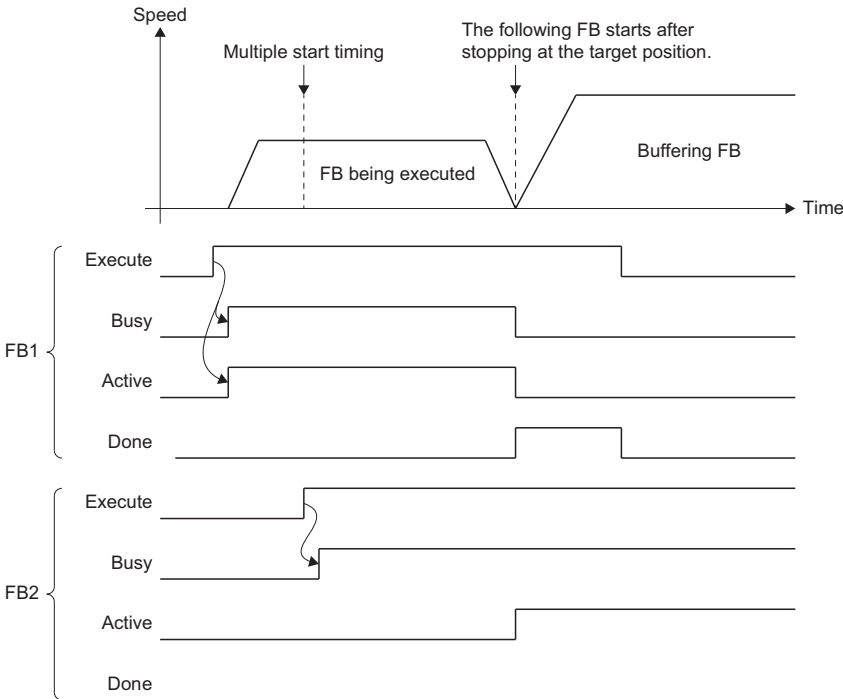 Speed
Multiple start timing
The following FB starts after
stopping at the target position.
FB being executed
Buffering FB
Time
FB1
Execute
Busy
Active
Done
FB2
Execute
Busy
Active
Done